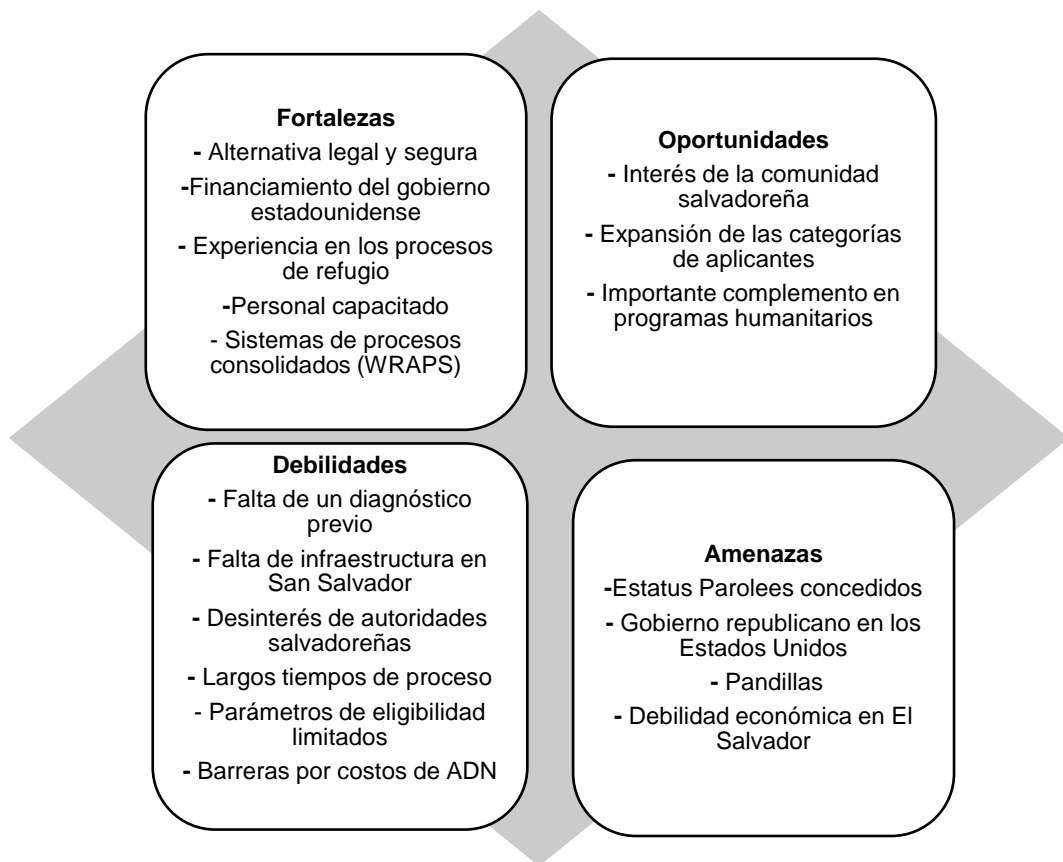 Fortalezas
- Alternativa legal y segura
-Financiamiento del gobierno
estadounidense
- Experiencia en los procesos
de refugio
-Personal capacitado
- Sistemas de procesos
consolidados (WRAPS)
Oportunidades
- Interés de la comunidad
salvadoreña
- Expansión de las categorías
de aplicantes
- Importante complemento en
programas humanitarios
Debilidades
- Falta de un diagnóstico
previo
- Falta de infraestructura en
San Salvador
- Desinterés de autoridades
salvadoreñas
- Largos tiempos de proceso
- Parámetros de eligibilidad
limitados
- Barreras por costos de ADN
Amenazas
-Estatus Parolees concedidos
- Gobierno republicano en los
Estados Unidos
- Pandillas
- Debilidad económica en El
Salvador